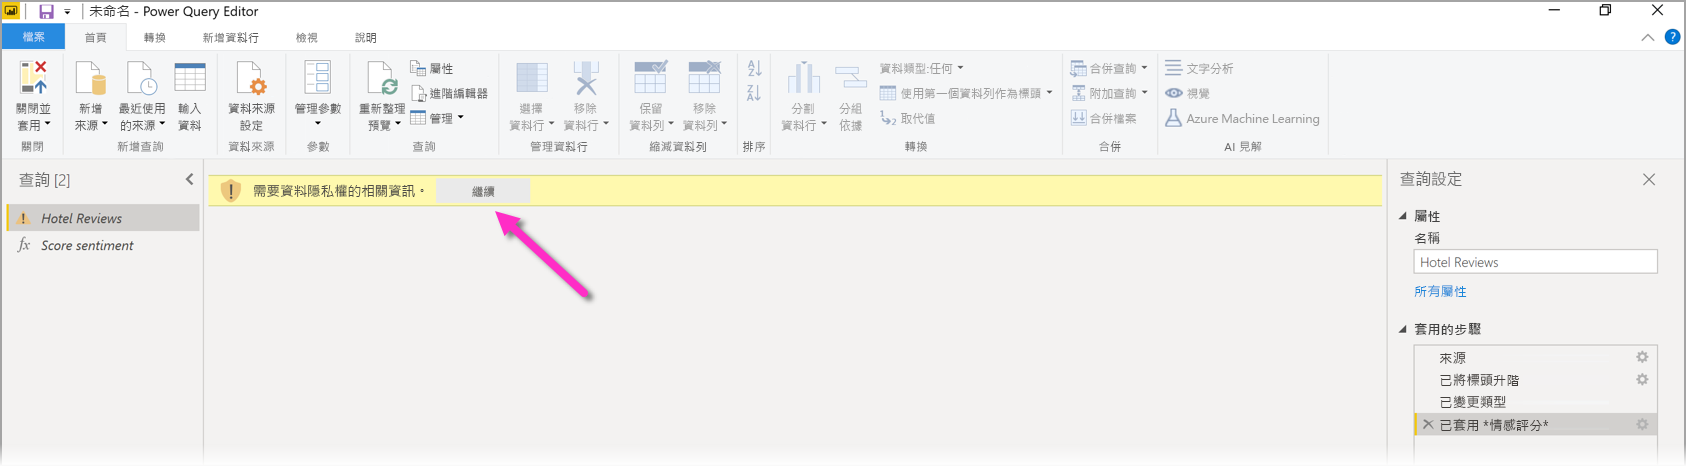 未命名 - Power Query Editor
檔案 首頁 轉換 新增資料行 檢視 說明
關閉並
套用
新增
來源
最近使用
的來源
輸入
資料
資料來源
設定
管理參數
重新整理
預覽
屬性
進階編輯器
管理
選擇
資料行
移除
資料行
保留
資料列
移除
資料列
分割
資料行
分組
依據
資料類型:任何
使用第一個資料列作為標頭
取代值
合併查詢
附加查詢
合併檔案
文字分析
視覺
Azure Machine Learning
關閉 新增查詢 資料來源 參數 查詢 管理資料行 縮減資料列 排序 轉換 合併 AI 見解
查詢 [2]
Hotel Reviews
Score sentiment
需要資料隱私權的相關資訊。 繼續
查詢設定
屬性
名稱
Hotel Reviews
所有屬性
套用的步驟
來源
已將標頭升階
已變更類型
已套用 *情感評分*